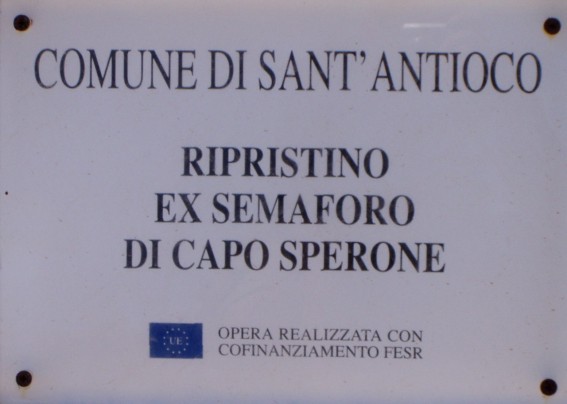 COMUNE DI SANT'ANTIOCO
RIPRISTINO
EX SEMAFORO
DI CAPO SPERONE
UE
OPERA REALIZZATA CON
COFINANZIAMENTO FESR